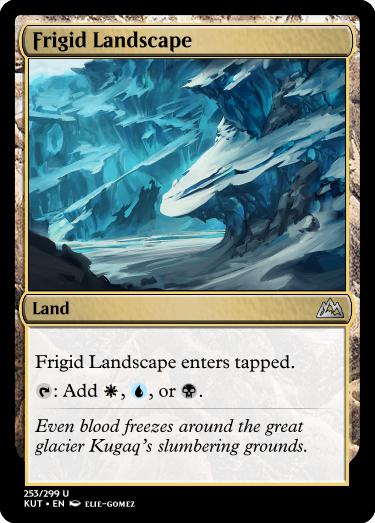 Frigid Landscape
Land
Frigid Landscape enters tapped.
: Add , , or .
Even blood freezes around the great
glacier Kugaq's slumbering grounds.
253/299 U
KUT • EN ELIE-GOMEZ